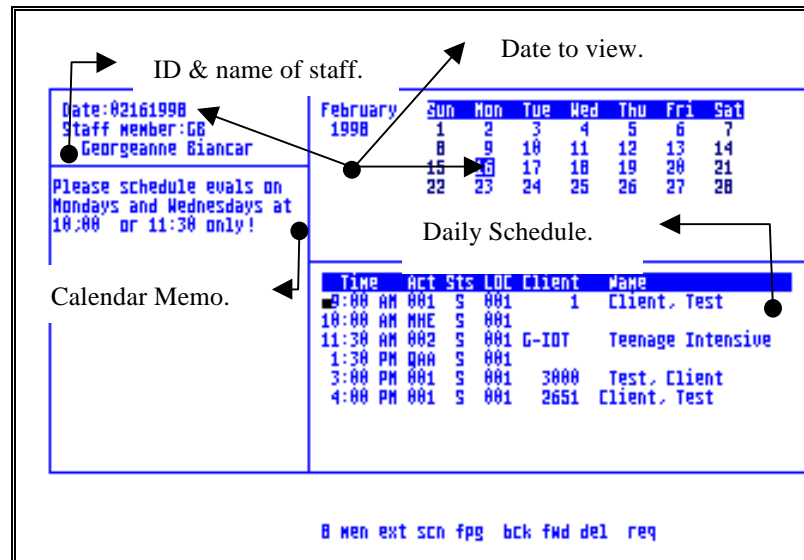 Date to view.
ID & name of staff.
Date:02161998
Staff member:GB
Georgeanne Biancar
Please schedule evals on
Mondays and Wednesdays at
10:00 or 11:30 only!
Calendar Memo.
February
1998
Sun Mon Tue Wed Thu Fri Sat
1 2 3 4 5 6 7
8 9 10 11 12 13 14
15 16 17 18 19 20 21
22 23 24 25 26 27 28
Daily Schedule.
Time Act Sts LOC Client Name
9:00 AM 001 S 001 1 Client, Test
10:00 AM MHE S 001
11:30 AM 002 S 001 G-IOT Teenage Intensive
1:30 PM QAA S 001
3:00 PM 001 S 001 3000 Test, Client
4:00 PM 001 S 001 2651 Client, Test
8 men ext scn fpg bck fwd del req